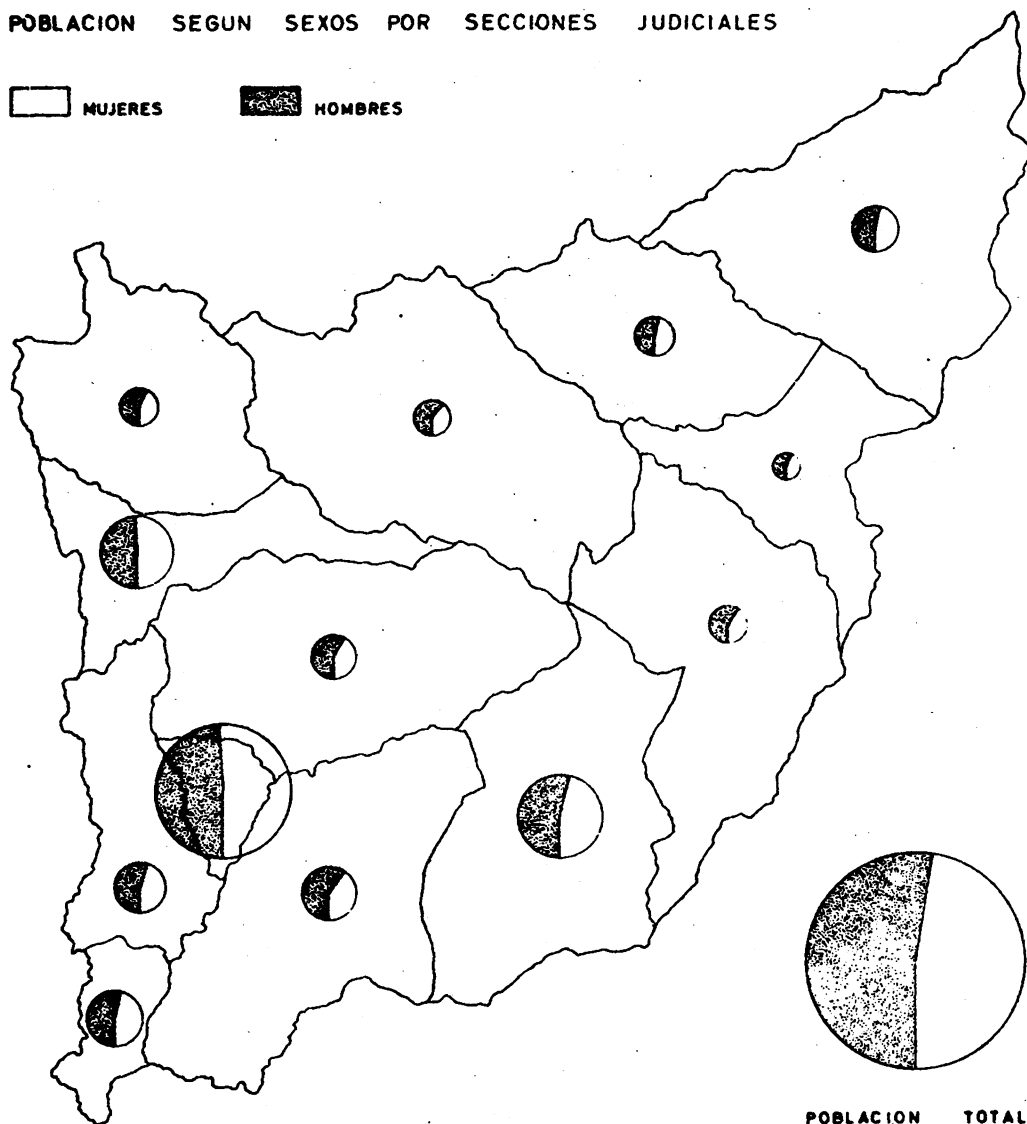 POBLACION SEGUN SEXOS POR SECCIONES JUDICIALES
MUJERES HOMBRES
POBLACION TOTAL